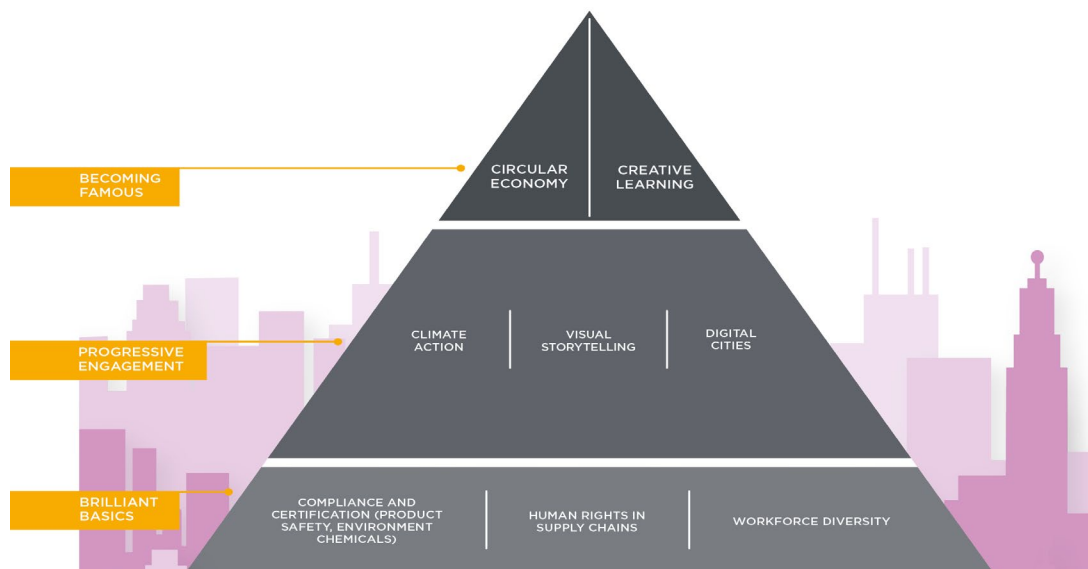 BECOMING
FAMOUS
CIRCULAR
ECONOMY
CREATIVE
LEARNING
PROGRESSIVE
ENGAGEMENT
CLIMATE
ACTION
VISUAL
STORYTELLING
DIGITAL
CITIES
BRILLIANT
BASICS
COMPLIANCE AND
CERTIFICATION (PRODUCT
SAFETY, ENVIRONMENT
CHEMICALS)
HUMAN RIGHTS IN
SUPPLY CHAINS
WORKFORCE DIVERSITY